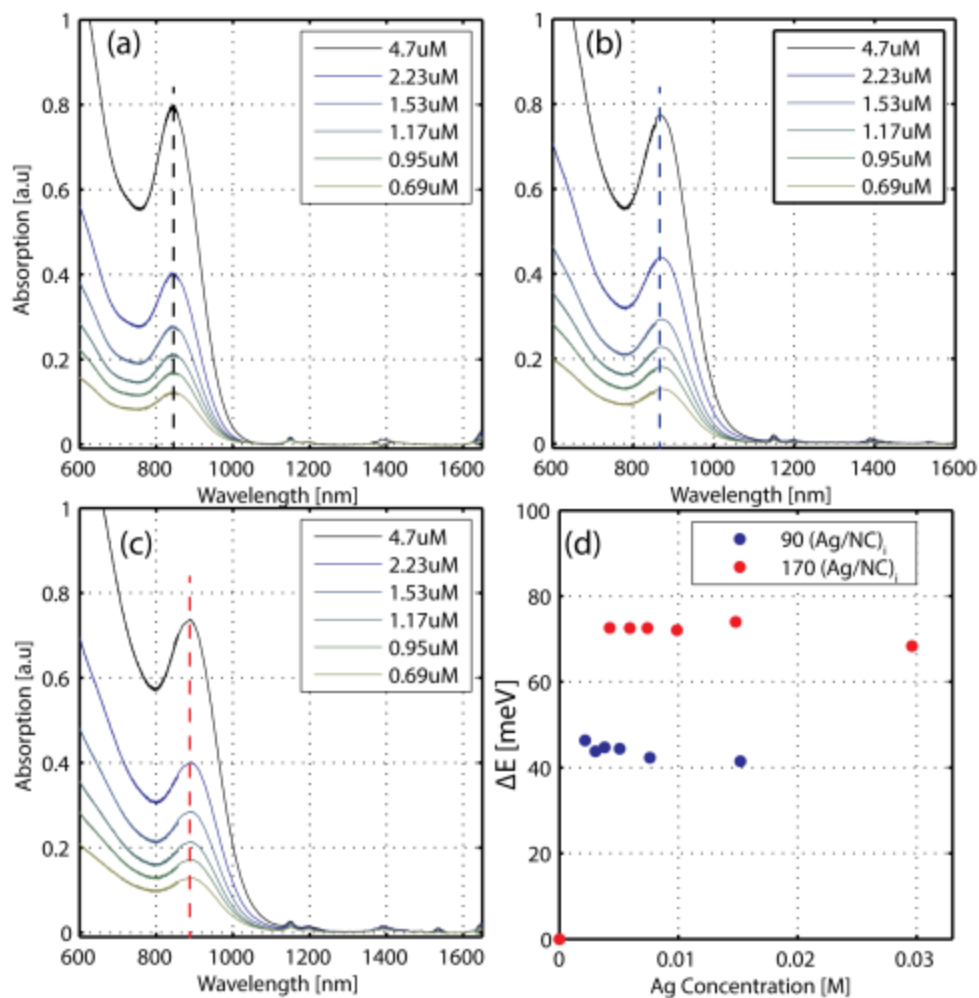 (a)
4.7uM
2.23uM
1.53uM
1.17uM
0.95uM
0.69uM
1
0.8
0.6
0.4
0.2
0
Absorption [a.u]
600 800 1000 1200 1400 1600
Wavelength [nm]
(b)
4.7uM
2.23uM
1.53uM
1.17uM
0.95uM
0.69uM
1
0.8
0.6
0.4
0.2
0
600 800 1000 1200 1400 1600
Wavelength [nm]
(c)
4.7uM
2.23uM
1.53uM
1.17uM
0.95uM
0.69uM
1
0.8
0.6
0.4
0.2
0
Absorption [a.u]
600 800 1000 1200 1400 1600
Wavelength [nm]
(d)
90 (Ag/NC)i
170 (Ag/NC)i
100
80
60
40
20
0
ΔE [meV]
0 0.01 0.02 0.03
Ag Concentration [M]